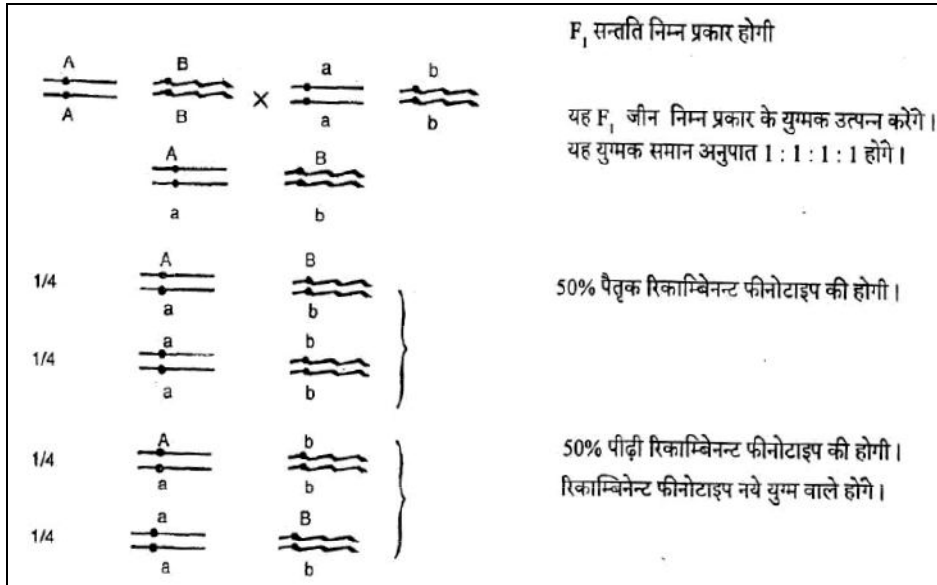 F₁ सन्तति निम्न प्रकार होगी
A B a b
A B × a b
यह F₁ जीन निम्न प्रकार के युग्मक उत्पन्न करेंगे।
यह युग्मक समान अनुपात 1 : 1 : 1 : 1 होंगे।
A B
a b
1/4 A B
a b
50% पैतृक रिकाम्बिनेन्ट फीनोटाइप की होगी।
1/4 a b
a b
1/4 A b
a b
50% पीढ़ी रिकाम्बिनेन्ट फीनोटाइप की होगी।
रिकाम्बिनेन्ट फीनोटाइप नये युग्म वाले होंगे।
1/4 a B
a b